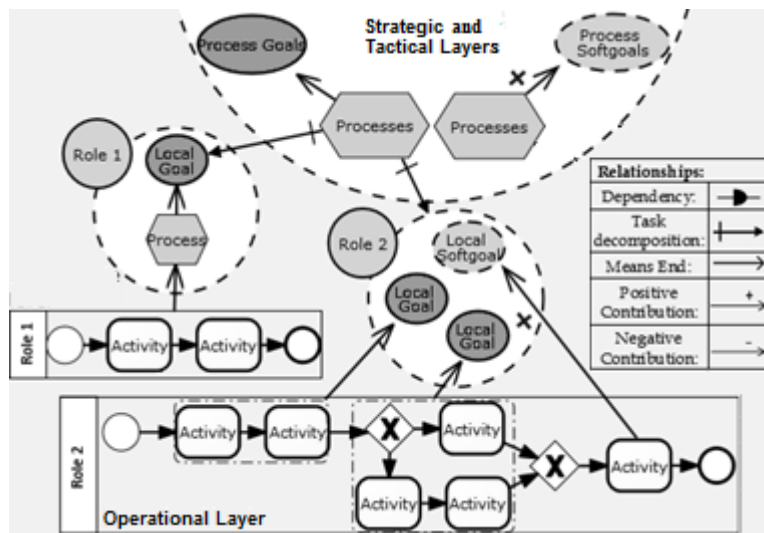 Strategic and
Tactical Layers
Process Goals
Process
Softgoals
Processes
Processes
Role 1
Local
Goal
Process
Role 2
Local
Softgoal
Local
Goal
Local
Goal
Relationships:
Dependency:
Task
decomposition:
Means End:
Positive
Contribution:
+
Negative
Contribution:
-
Role 1
Activity
Activity
Role 2
Activity
Activity
X
Activity
Activity
Activity
X
Activity
Operational Layer